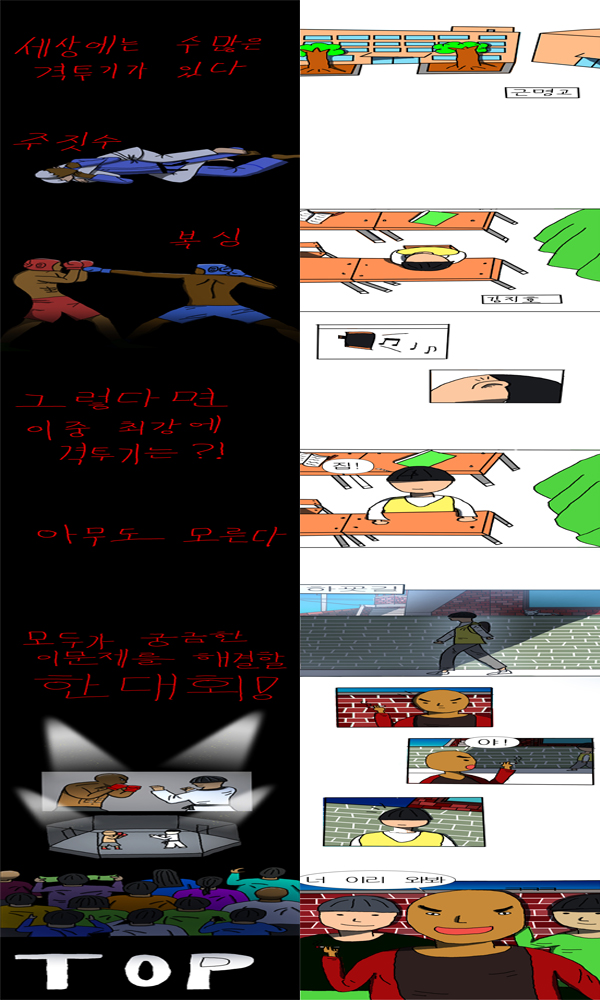 세상에는 수많은
격투기가 있다
주짓수
복싱
그렇다면
이중 최강에
격투기는?!
아무도 모른다
모두가 궁금한
이문제를 해결할
한 대회!
TOP
근명고
김지호
집!
하굣길
야!
너 이리 와봐